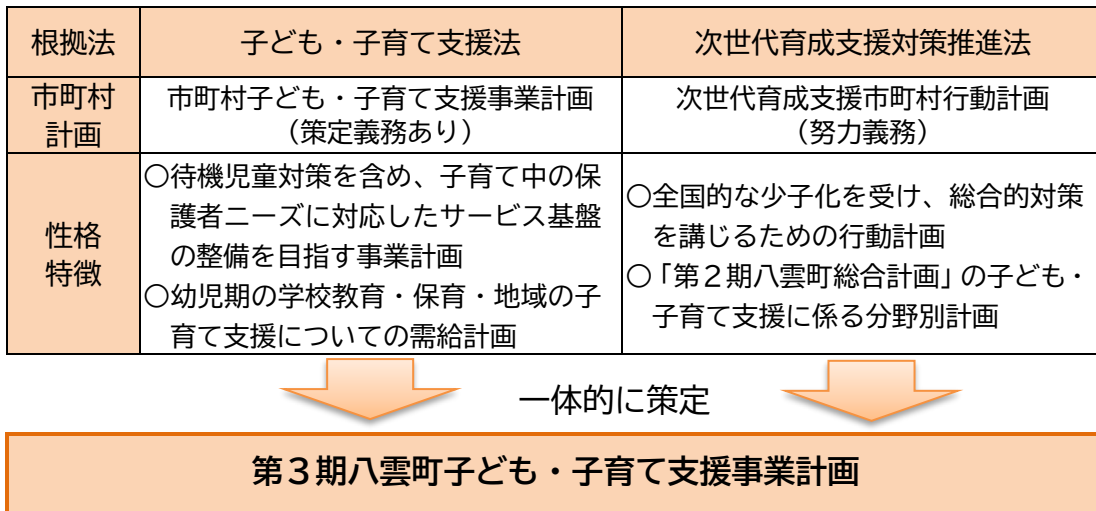 根拠法
子ども・子育て支援法
次世代育成支援対策推進法
市町村
計画
市町村子ども・子育て支援事業計画
（策定義務あり）
次世代育成支援市町村行動計画
（努力義務）
性格
特徴
○待機児童対策を含め、子育て中の保
護者ニーズに対応したサービス基盤
の整備を目指す事業計画
○幼児期の学校教育・保育・地域の子
育て支援についての需給計画
○全国的な少子化を受け、総合的対策
を講じるための行動計画
○「第２期八雲町総合計画」の子ども・
子育て支援に係る分野別計画
一体的に策定
第３期八雲町子ども・子育て支援事業計画